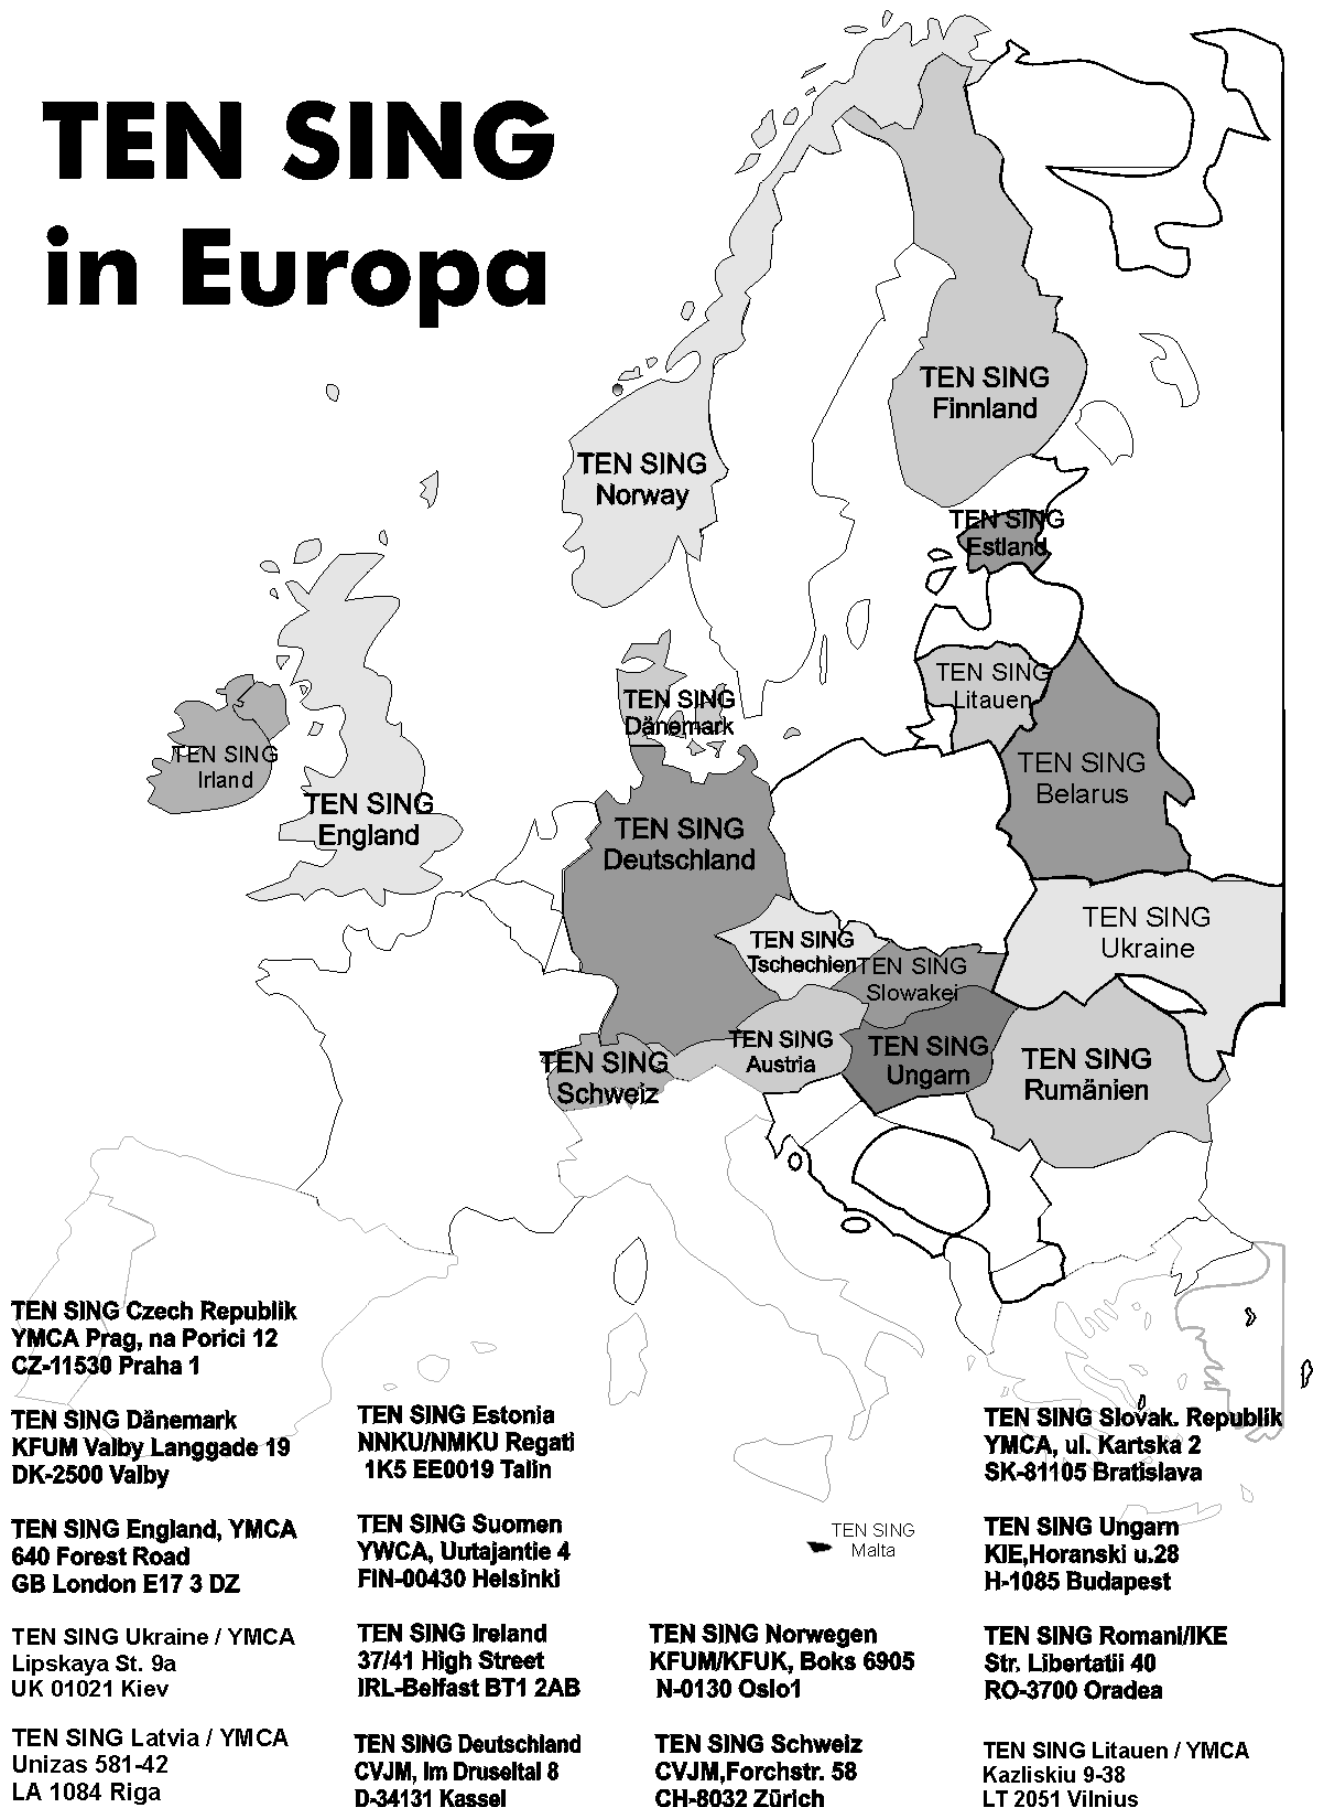 TEN SING
in Europa
TEN SING
Finnland
TEN SING
Norway
TEN SING
Estland
TEN SING
Litauen
TEN SING
Dänemark
TEN SING
Irland
TEN SING
Belarus
TEN SING
England
TEN SING
Deutschland
TEN SING
Ukraine
TEN SING
Tschechien
TEN SING
Slowakei
TEN SING
Austria
TEN SING
Ungarn
TEN SING
Schweiz
TEN SING
Rumänien
TEN SING Czech Republik
YMCA Prag, na Porici 12
CZ-11530 Praha 1
TEN SING Dänemark
KFUM Valby Langgade 19
DK-2500 Valby
TEN SING England, YMCA
640 Forest Road
GB London E17 3 DZ
TEN SING Ukraine / YMCA
Lipskaya St. 9a
UK 01021 Kiev
TEN SING Latvia / YMCA
Unizas 581-42
LA 1084 Riga
TEN SING Estonia
NNKU/NMKU Regati
1K5 EE0019 Talin
TEN SING Suomen
YWCA, Uutajantie 4
FIN-00430 Helsinki
TEN SING Ireland
37/41 High Street
IRL-Belfast BT1 2AB
TEN SING Deutschland
CVJM, Im Druseltal 8
D-34131 Kassel
TEN SING
Malta
TEN SING Norwegen
KFUM/KFUK, Boks 6905
N-0130 Oslo1
TEN SING Schweiz
CVJM,Forchstr. 58
CH-8032 Zürich
TEN SING Slovak. Republik
YMCA, ul. Kartska 2
SK-81105 Bratislava
TEN SING Ungarn
KIE,Horanski u.28
H-1085 Budapest
TEN SING Romani/IKE
Str. Libertatii 40
RO-3700 Oradea
TEN SING Litauen / YMCA
Kazliskiu 9-38
LT 2051 Vilnius